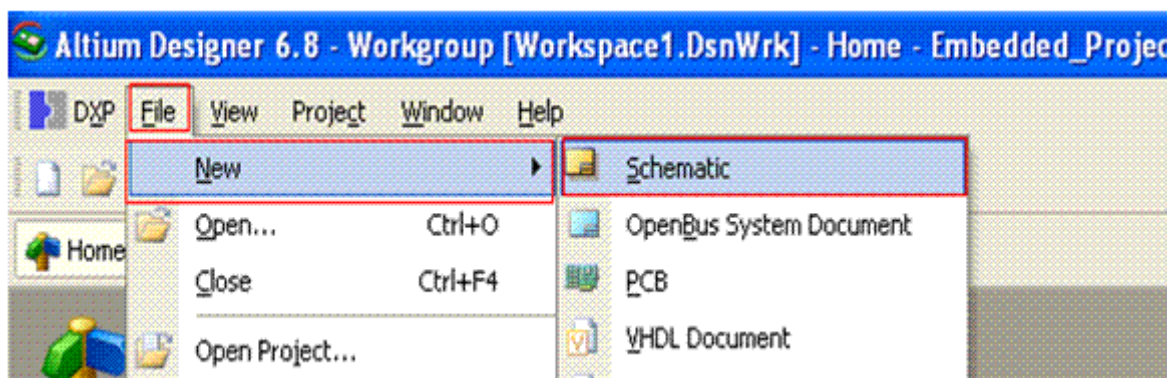 Altium Designer 6.8 - Workgroup [Workspace1.DsnWrk] - Home - Embedded_Projec
DXP File View Project Window Help
New Schematic
Open... Ctrl+O OpenBus System Document
Home
Close Ctrl+F4 PCB
Open Project... VHDL Document